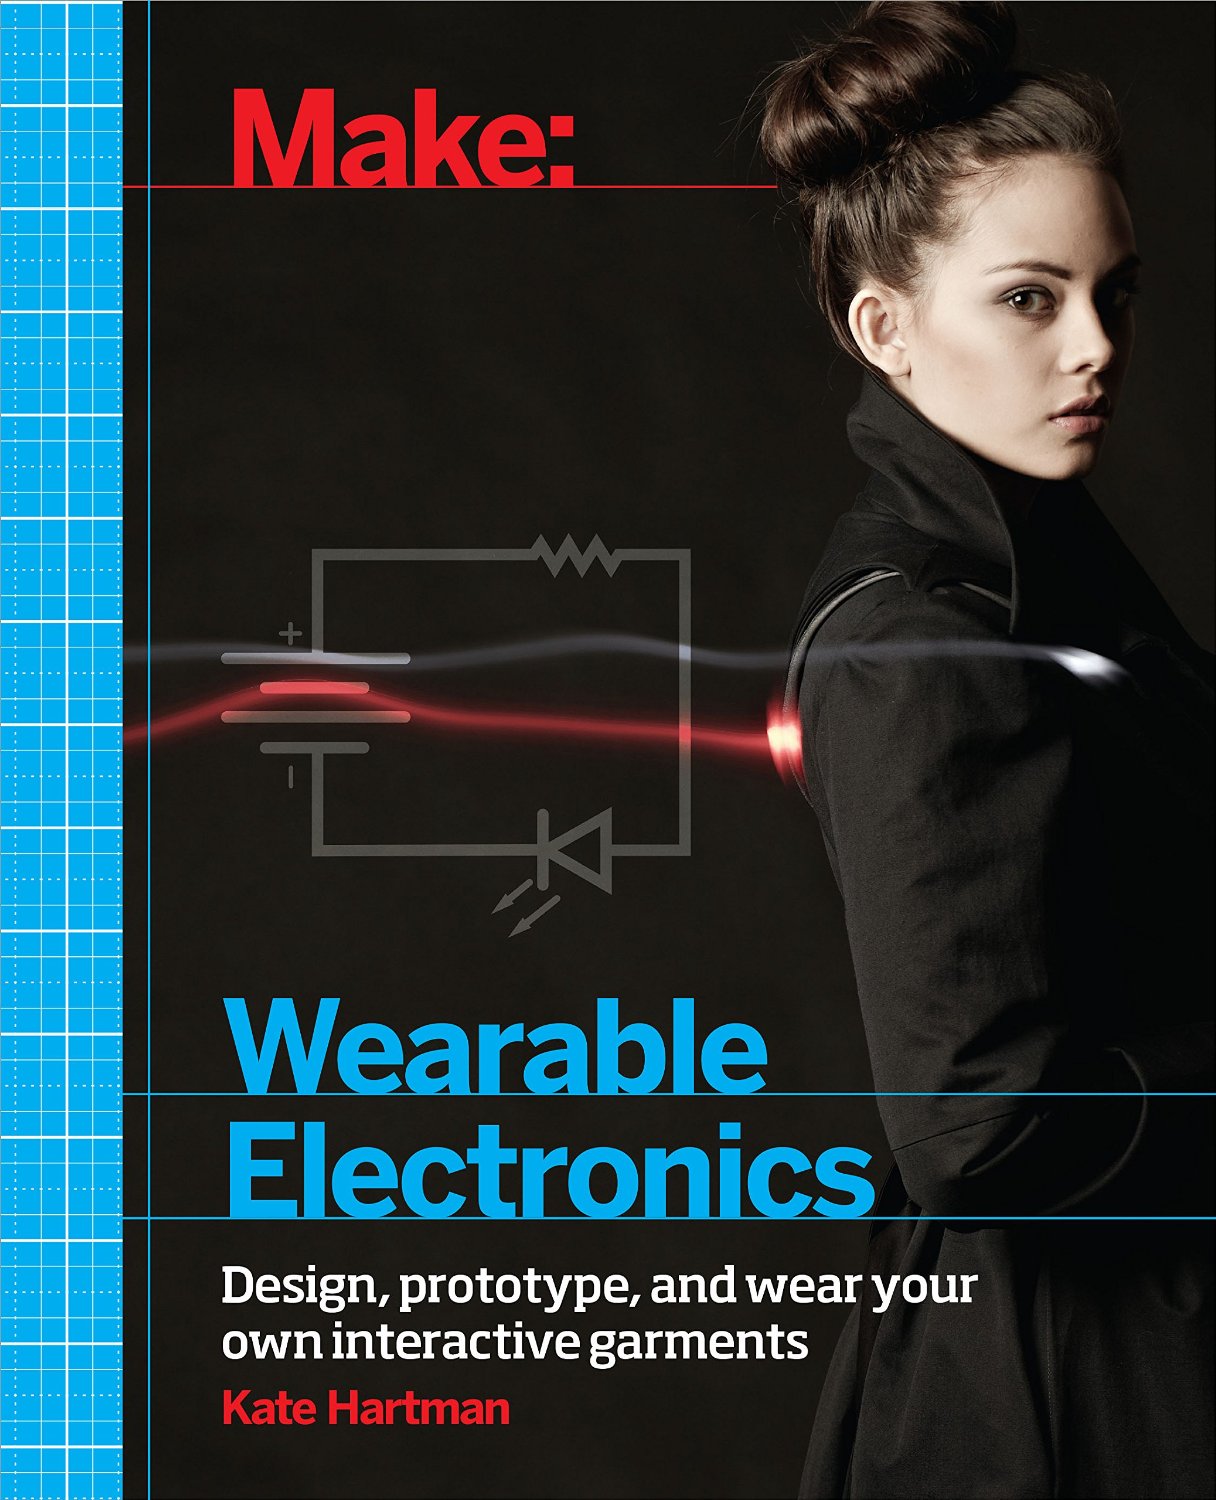 Make:
+
–
Wearable
Electronics
Design, prototype, and wear your
own interactive garments
Kate Hartman